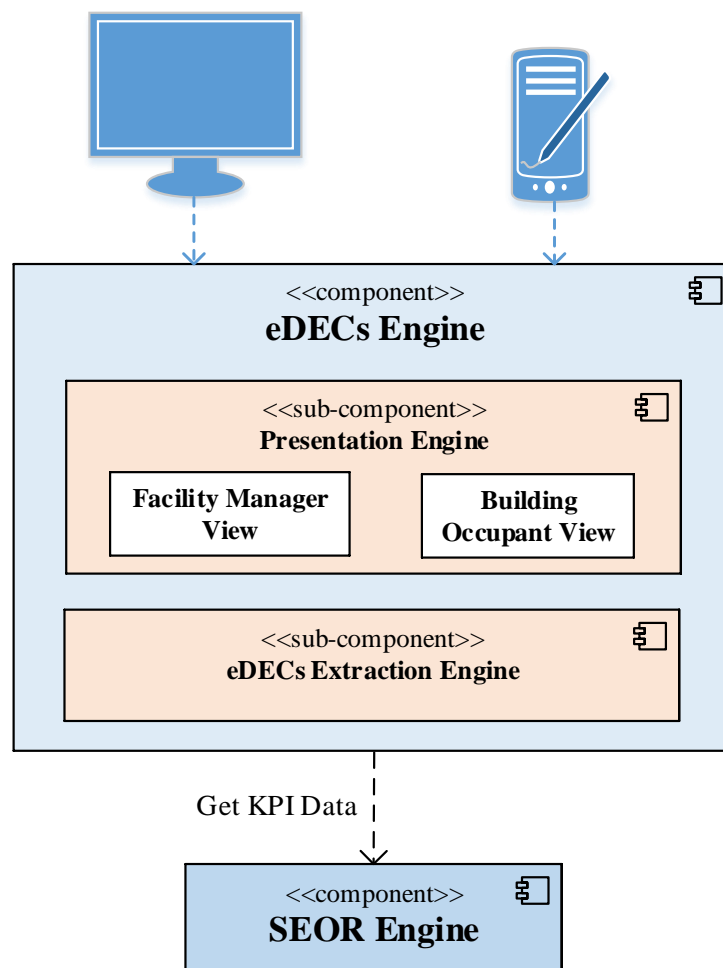 <<component>>
eDECs Engine
<<sub-component>>
Presentation Engine
Facility Manager
View
Building
Occupant View
<<sub-component>>
eDECs Extraction Engine
Get KPI Data
<<component>>
SEOR Engine